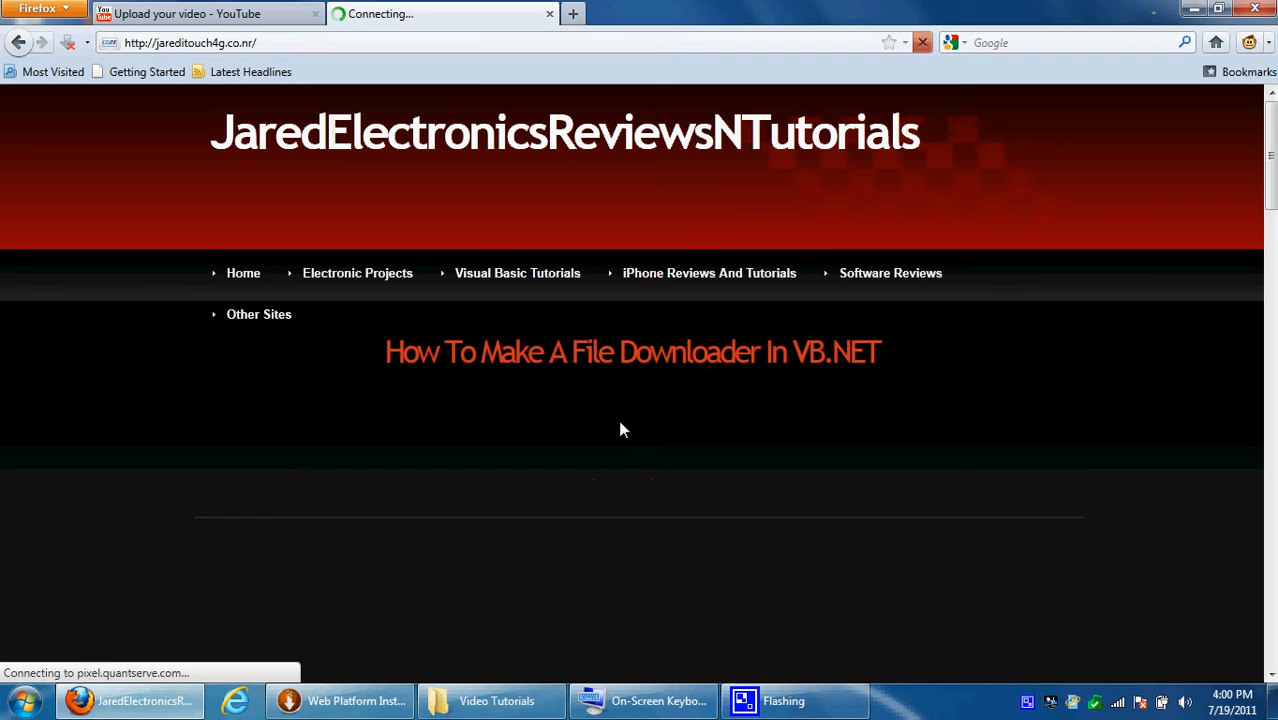 Firefox
You Tube
Upload your video - YouTube
Connecting...
http://jareditouch4g.co.nr/
Google
Most Visited
Getting Started
Latest Headlines
Bookmarks
JaredElectronicsReviewsNTutorials
Home
Electronic Projects
Visual Basic Tutorials
iPhone Reviews And Tutorials
Software Reviews
Other Sites
How To Make A File Downloader In VB.NET
Connecting to pixel.quantserve.com...
JaredElectronicsR...
Web Platform Inst...
Video Tutorials
On-Screen Keybo...
Flashing
4:00 PM
7/19/2011